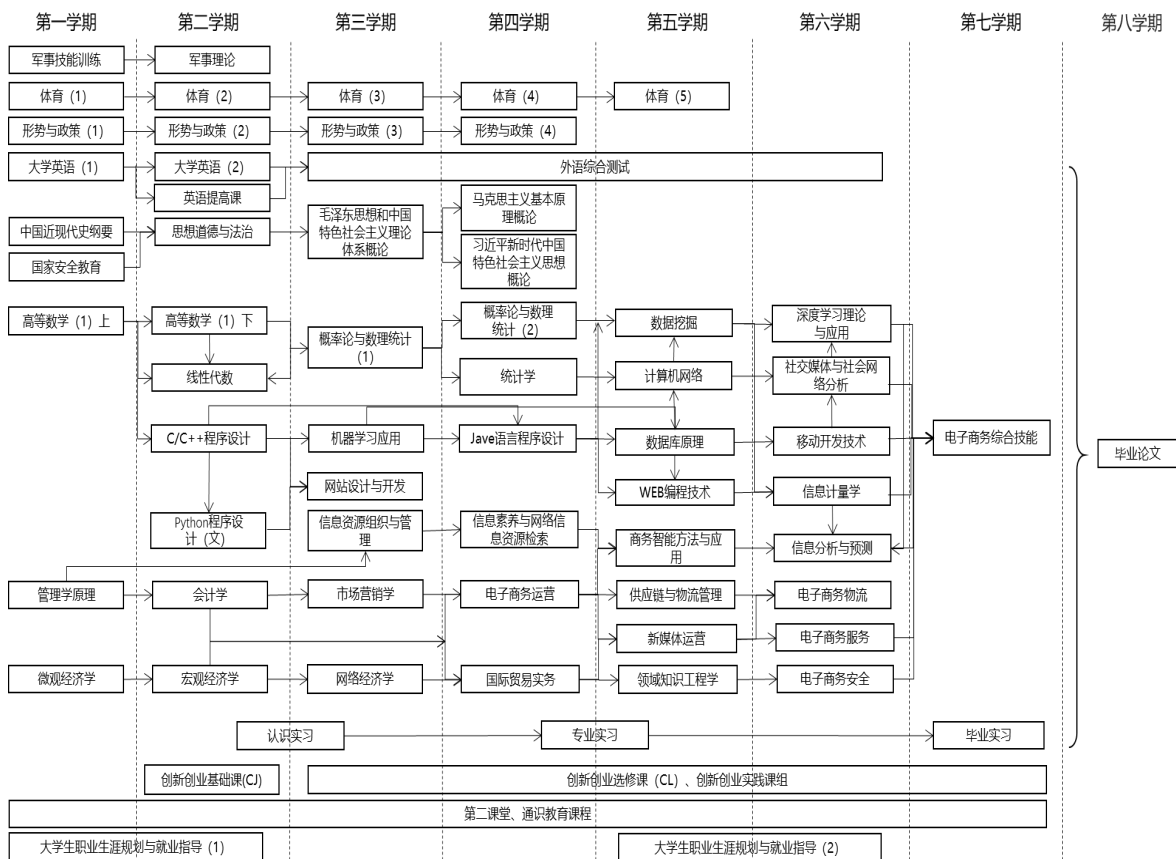 第一学期
第二学期
第三学期
第四学期
第五学期
第六学期
第七学期
第八学期
军事技能训练
军事理论
体育（1）
体育（2）
体育（3）
体育（4）
体育（5）
形势与政策（1）
形势与政策（2）
形势与政策（3）
形势与政策（4）
大学英语（1）
大学英语（2）
外语综合测试
英语提高课
中国近现代史纲要
思想道德与法治
毛泽东思想和中国
特色社会主义理论
体系概论
马克思主义基本原
理概论
国家安全教育
习近平新时代中国
特色社会主义思想
概论
高等数学（1）上
高等数学（1）下
概率论与数理统计
（1）
概率论与数理
统计（2）
数据挖掘
深度学习理论
与应用
线性代数
统计学
计算机网络
社交媒体与社会网
络分析
C/C++程序设计
机器学习应用
Jave语言程序设计
数据库原理
移动开发技术
电子商务综合技能
毕业论文
网站设计与开发
WEB编程技术
信息计量学
Python程序设
计（文）
信息资源组织与管
理
信息素养与网络信
息资源检索
商务智能方法与应
用
信息分析与预测
管理学原理
会计学
市场营销学
电子商务运营
供应链与物流管理
电子商务物流
新媒体运营
电子商务服务
微观经济学
宏观经济学
网络经济学
国际贸易实务
领域知识工程学
电子商务安全
认识实习
专业实习
毕业实习
创新创业基础课(CJ)
创新创业选修课（CL）、创新创业实践课组
第二课堂、通识教育课程
大学生职业生涯规划与就业指导（1）
大学生职业生涯规划与就业指导（2）